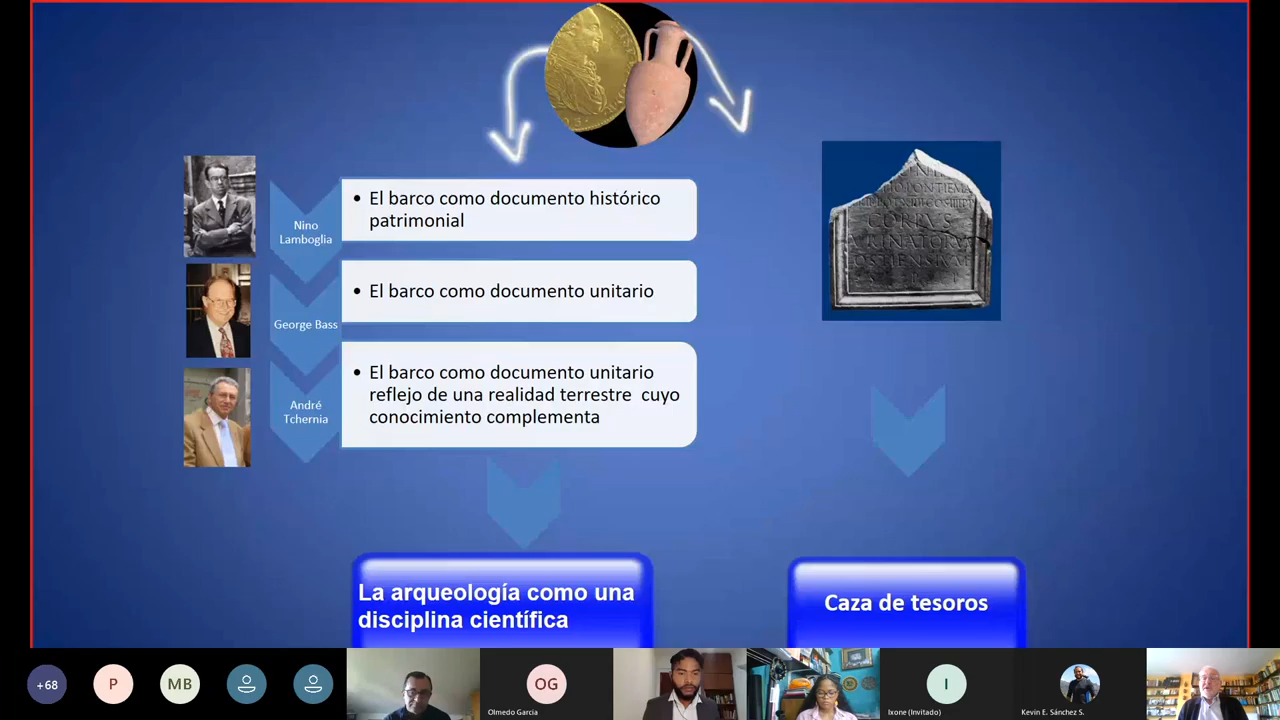 Nino
Lamboglia
• El barco como documento histórico
patrimonial
George Bass
• El barco como documento unitario
André
Tchernia
• El barco como documento unitario
reflejo de una realidad terrestre cuyo
conocimiento complementa
CORPVS
OSTIENSIVM
La arqueología como una
disciplina científica
Caza de tesoros
+68
P
MB
OG
Olmedo Garcia
I
Ixone (Invitado)
Kevin E. Sánchez S.